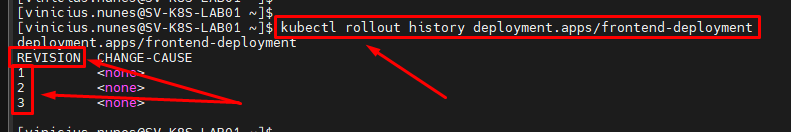 [vinicius.nunes@SV-K8S-LAB01 ~]$
[vinicius.nunes@SV-K8S-LAB01 ~]$ kubectl rollout history deployment.apps/frontend-deployment
deployment.apps/frontend-deployment
REVISION  CHANGE-CAUSE
1         <none>
2         <none>
3         <none>
[vinicius.nunes@SV-K8S-LAB01 ~]$